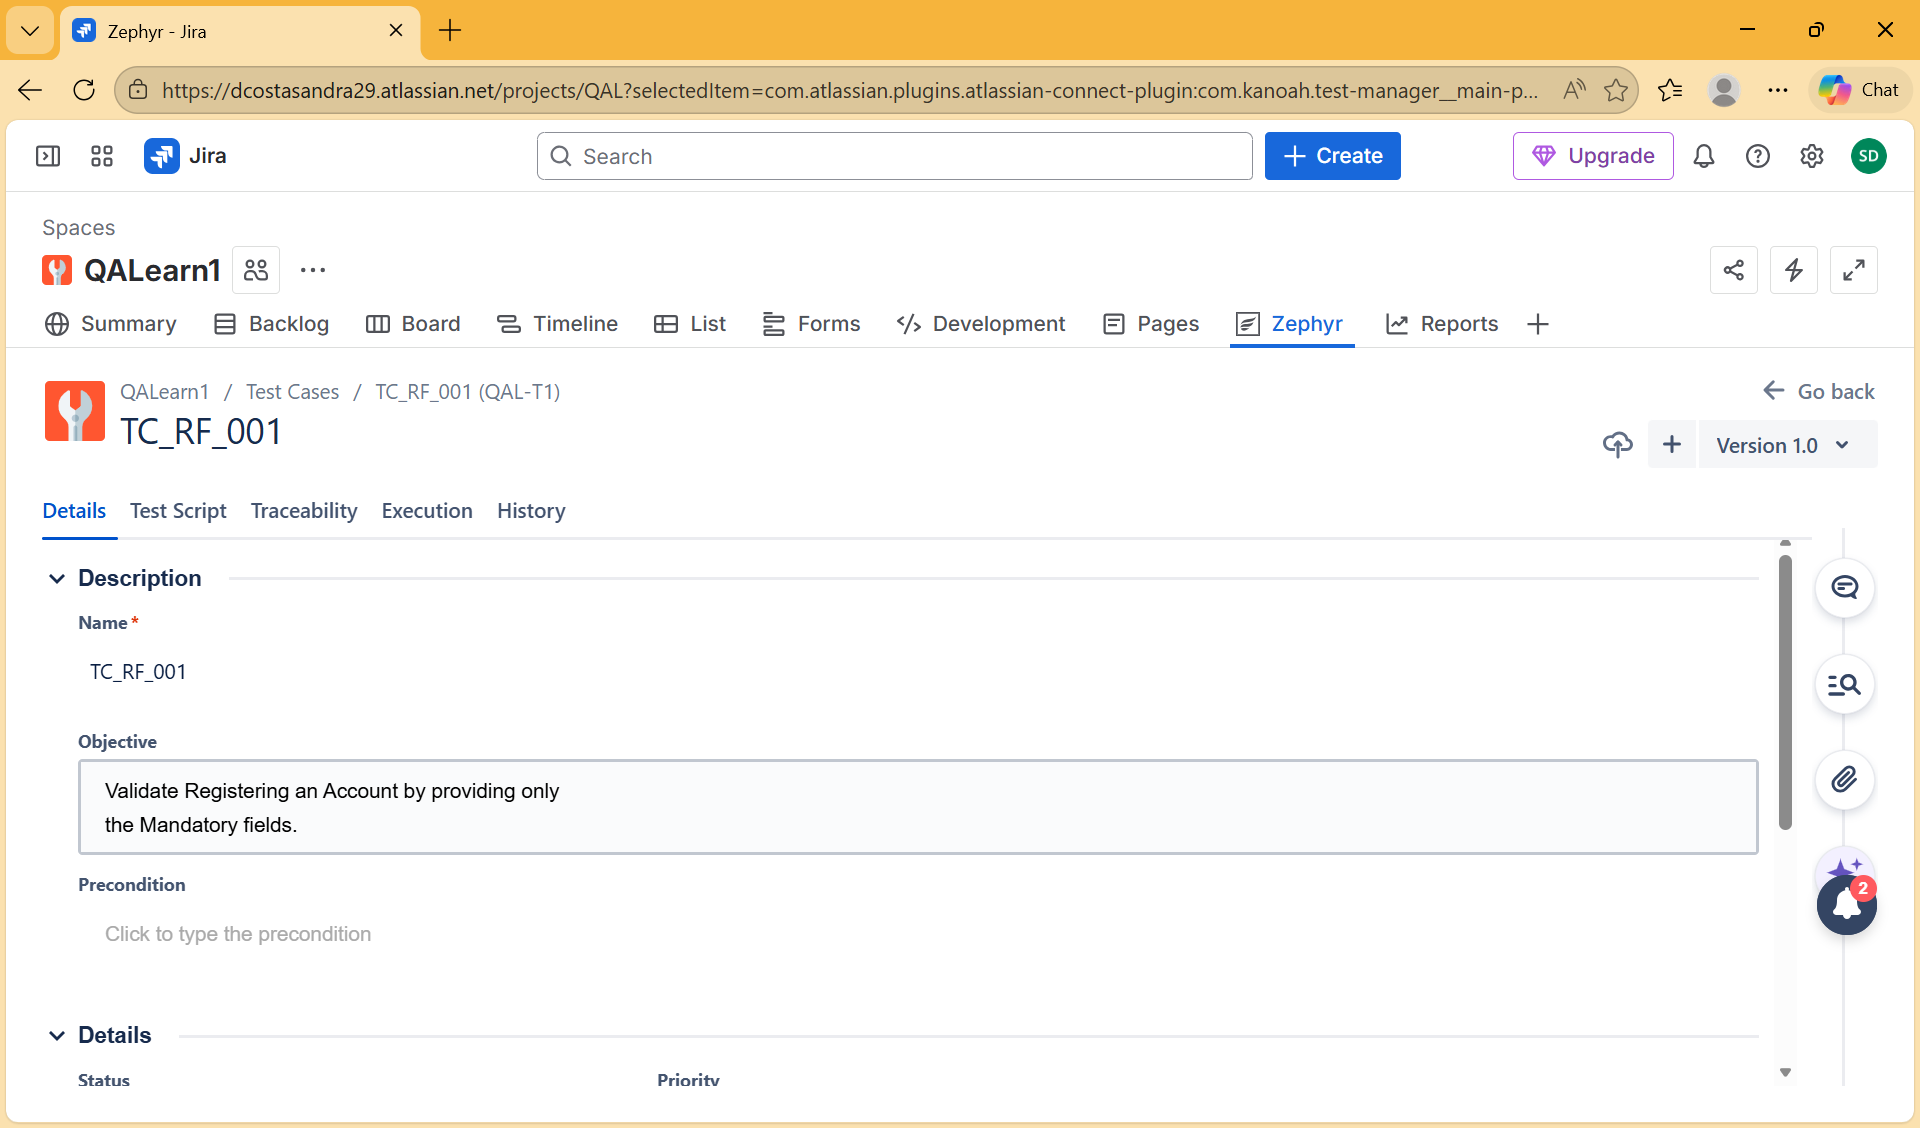 Zephyr - Jira
https://dcostasandra29.atlassian.net/projects/QAL?selectedItem=com.atlassian.plugins.atlassian-connect-plugin:com.kanoah.test-manager__main-p...
Chat
Jira
Search
Create
Upgrade
SD
Spaces
QALearn1
Summary
Backlog
Board
Timeline
List
Forms
Development
Pages
Zephyr
Reports
QALearn1 / Test Cases / TC_RF_001 (QAL-T1)
Go back
TC_RF_001
Version 1.0
Details
Test Script
Traceability
Execution
History
Description
Name*
TC_RF_001
Objective
Validate Registering an Account by providing only
the Mandatory fields.
Precondition
2
Click to type the precondition
Details
Status
Priority